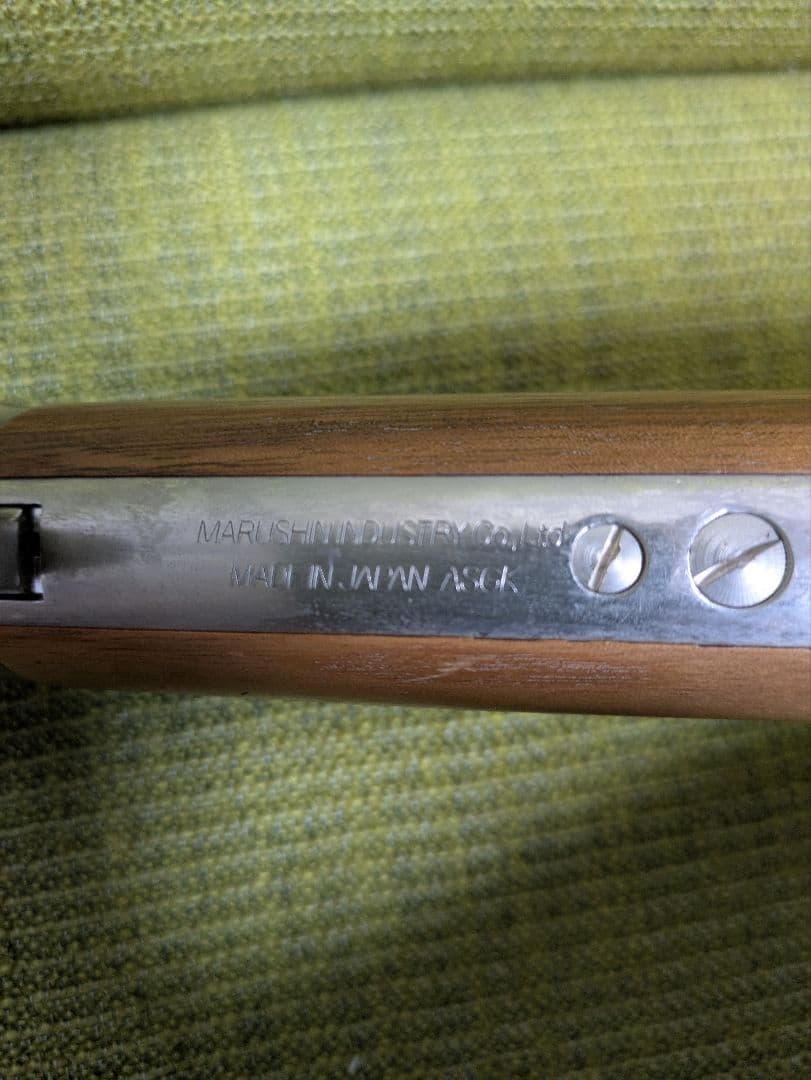 MARUSHIN INDUSTRY Co,.Ltd
MADE IN JAPAN ASGK